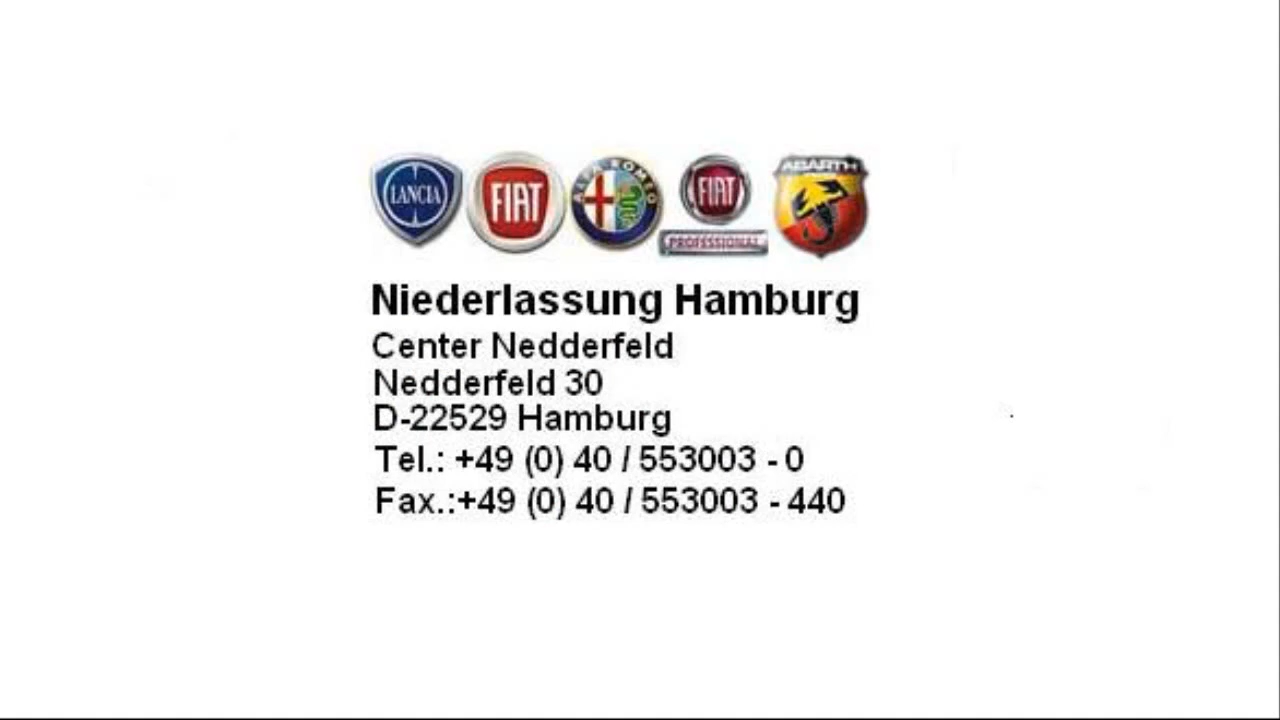 LANCIA FIAT ALFA ROMEO FIAT ABARTH
PROFESSIONAL
Niederlassung Hamburg
Center Nedderfeld
Nedderfeld 30
D-22529 Hamburg
Tel.: +49 (0) 40 / 553003 - 0
Fax.:+49 (0) 40 / 553003 - 440